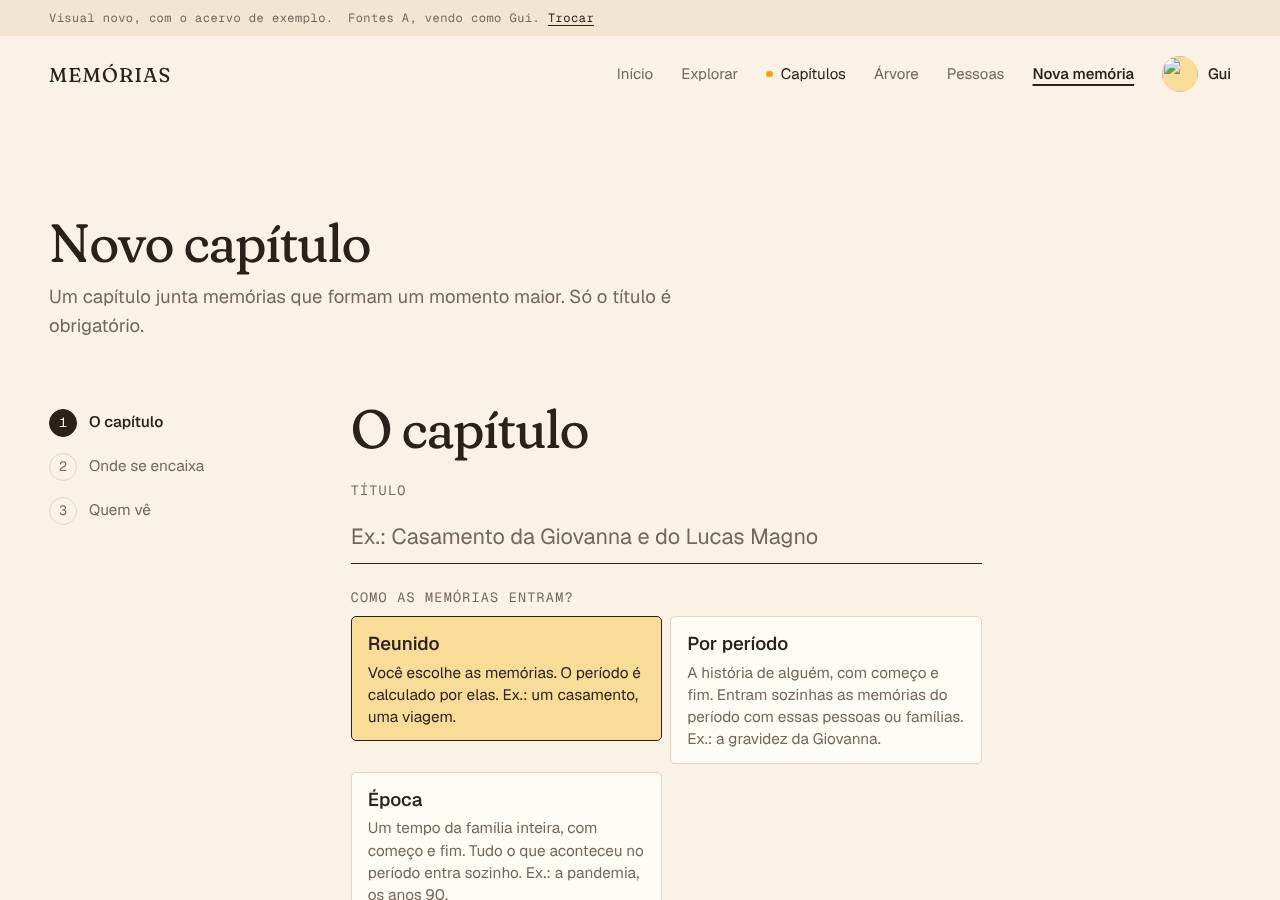 Visual novo, com o acervo de exemplo. Fontes A, vendo como Gui. Trocar
MEMÓRIAS
Início
Explorar
Capítulos
Árvore
Pessoas
Nova memória
Gui
Novo capítulo
Um capítulo junta memórias que formam um momento maior. Só o título é
obrigatório.
1 O capítulo
2 Onde se encaixa
3 Quem vê
O capítulo
TÍTULO
Ex.: Casamento da Giovanna e do Lucas Magno
COMO AS MEMÓRIAS ENTRAM?
Reunido
Você escolhe as memórias. O período é
calculado por elas. Ex.: um casamento,
uma viagem.
Por período
A história de alguém, com começo e
fim. Entram sozinhas as memórias do
período com essas pessoas ou famílias.
Ex.: a gravidez da Giovanna.
Época
Um tempo da família inteira, com
começo e fim. Tudo o que aconteceu no
período entra sozinho. Ex.: a pandemia,
os anos 90.